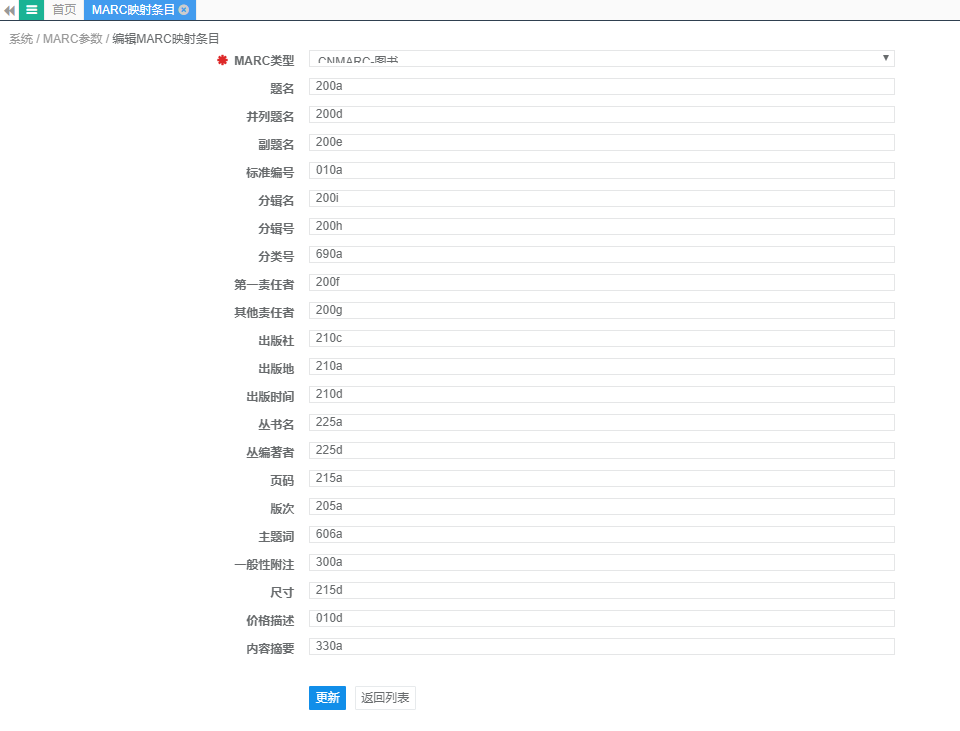 首页 MARC映射条目
系统 / MARC参数 / 编辑MARC映射条目
MARC类型 CNMARC-图书
题名 200a
并列题名 200d
副题名 200e
标准编号 010a
分辑名 200i
分辑号 200h
分类号 690a
第一责任者 200f
其他责任者 200g
出版社 210c
出版地 210a
出版时间 210d
丛书名 225a
丛编著者 225d
页码 215a
版次 205a
主题词 606a
一般性附注 300a
尺寸 215d
价格描述 010d
内容摘要 330a
更新 返回列表